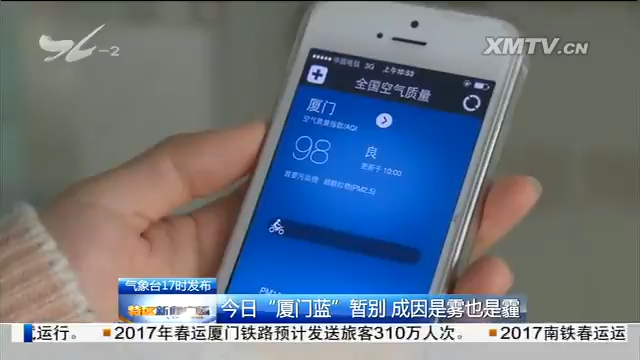 -2
XMTV.CN
中国电信 3G 上午10:53
全国空气质量
厦门
空气质量指数/AQI
98
良
更新于 10:00
首要污染物 细颗粒物(PM2.5)
气象台17时发布
特区新闻广场
今日“厦门蓝”暂别 成因是雾也是霾
运行。 2017年春运厦门铁路预计发送旅客310万人次。 2017南铁春运运